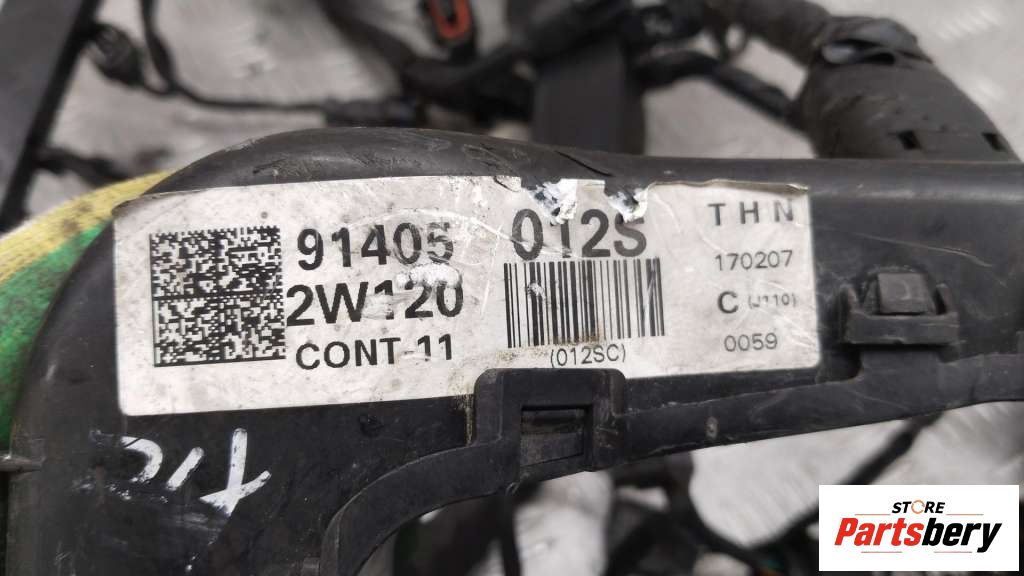 91405
2W120
CONT 11
012S
(012SC)
THN
170207
C (J110)
0059
T/C
STORE
Partsbery